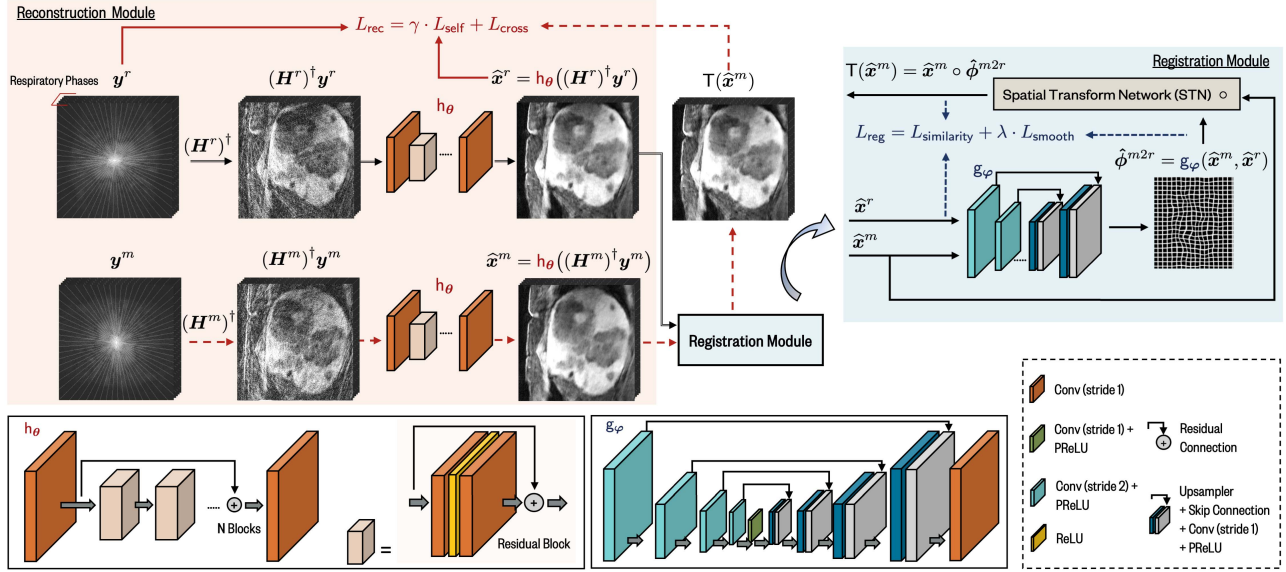 Reconstruction Module
L_rec = γ · L_self + L_cross
Respiratory Phases
y^r
(H^r)^†
(H^r)^† y^r
h_θ
x̂^r = h_θ((H^r)^† y^r)
T(x̂^m)
y^m
(H^m)^†
(H^m)^† y^m
h_θ
x̂^m = h_θ((H^m)^† y^m)
Registration Module
Registration Module
T(x̂^m) = x̂^m ∘ ϕ̂^{m2r}
Spatial Transform Network (STN) ∘
L_reg = L_similarity + λ · L_smooth
ϕ̂^{m2r} = g_φ(x̂^m, x̂^r)
g_φ
x̂^r
x̂^m
......
h_θ
.....
N Blocks
=
Residual Block
g_φ
Conv (stride 1)
Conv (stride 1) +
PReLU
Conv (stride 2) +
PReLU
ReLU
Residual
Connection
Upsampler
+ Skip Connection
+ Conv (stride 1)
+ PReLU